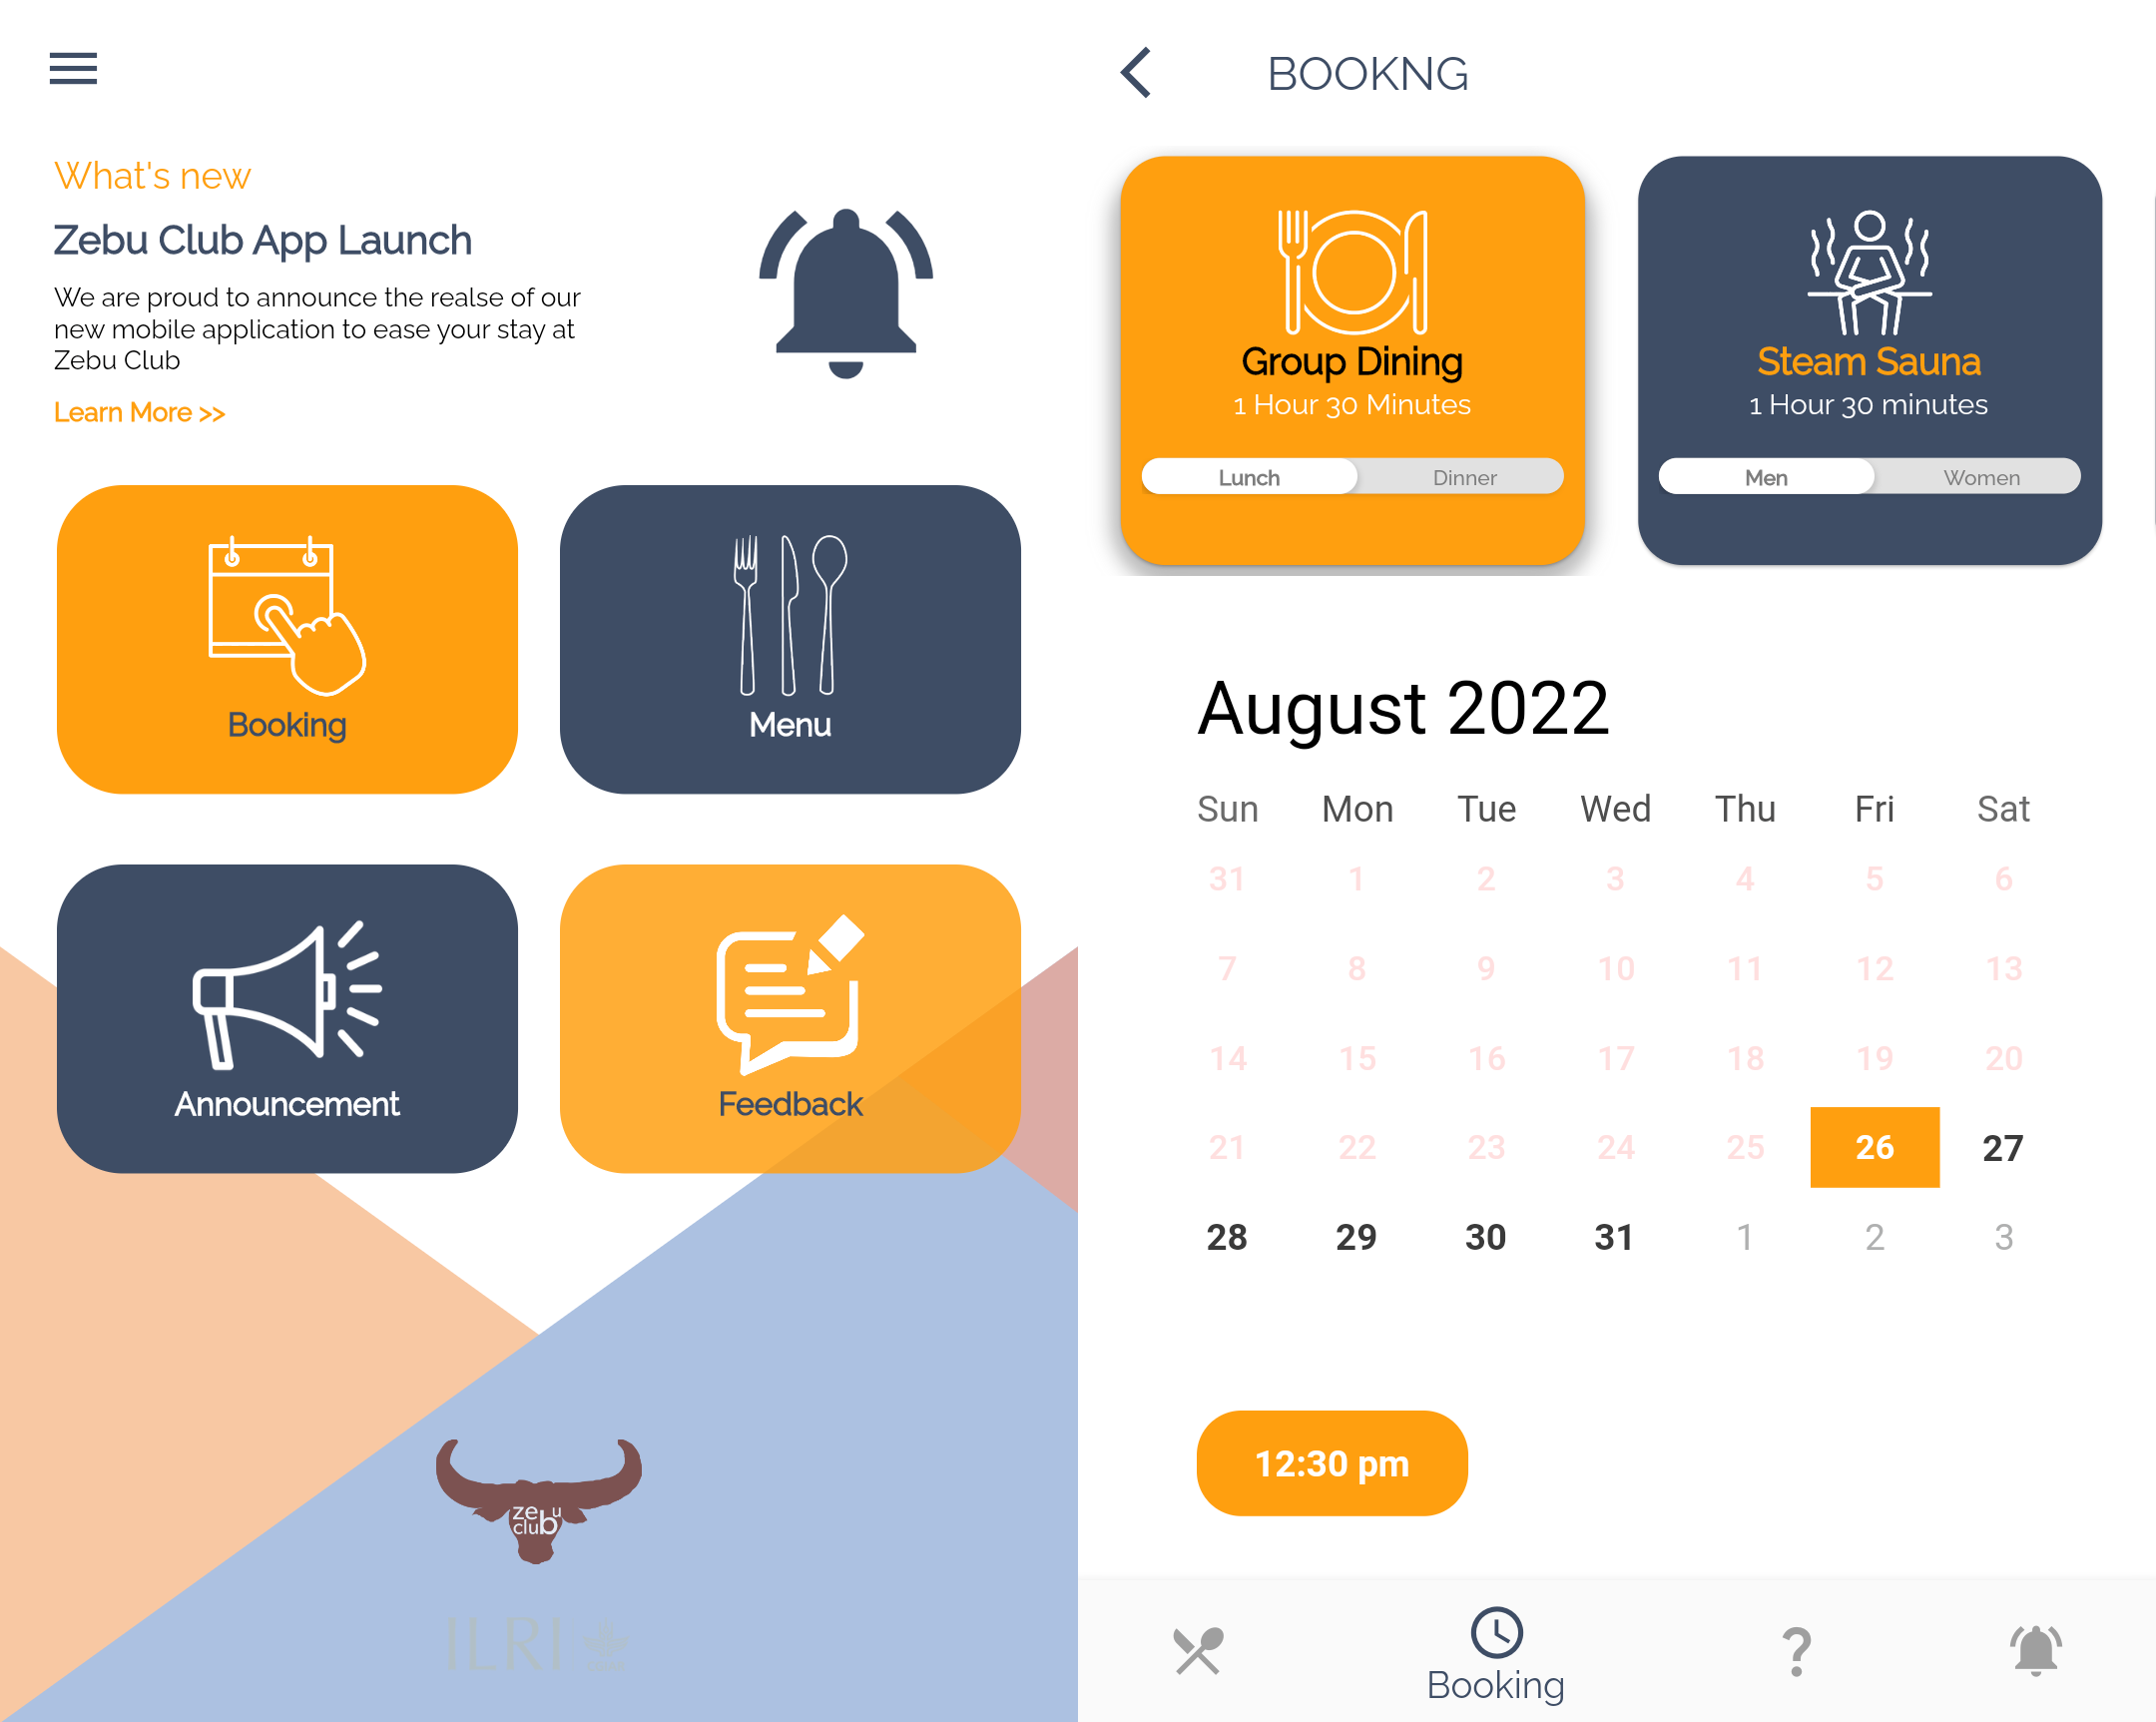 What's new
Zebu Club App Launch
We are proud to announce the realse of our
new mobile application to ease your stay at
Zebu Club
Learn More >>
Booking
Menu
Announcement
Feedback
zebu
club
ILRI
BOOKNG
Group Dining
1 Hour 30 Minutes
Lunch Dinner
Steam Sauna
1 Hour 30 minutes
Men Women
August 2022
Sun Mon Tue Wed Thu Fri Sat
31 1 2 3 4 5 6
7 8 9 10 11 12 13
14 15 16 17 18 19 20
21 22 23 24 25 26 27
28 29 30 31 1 2 3
12:30 pm
Booking